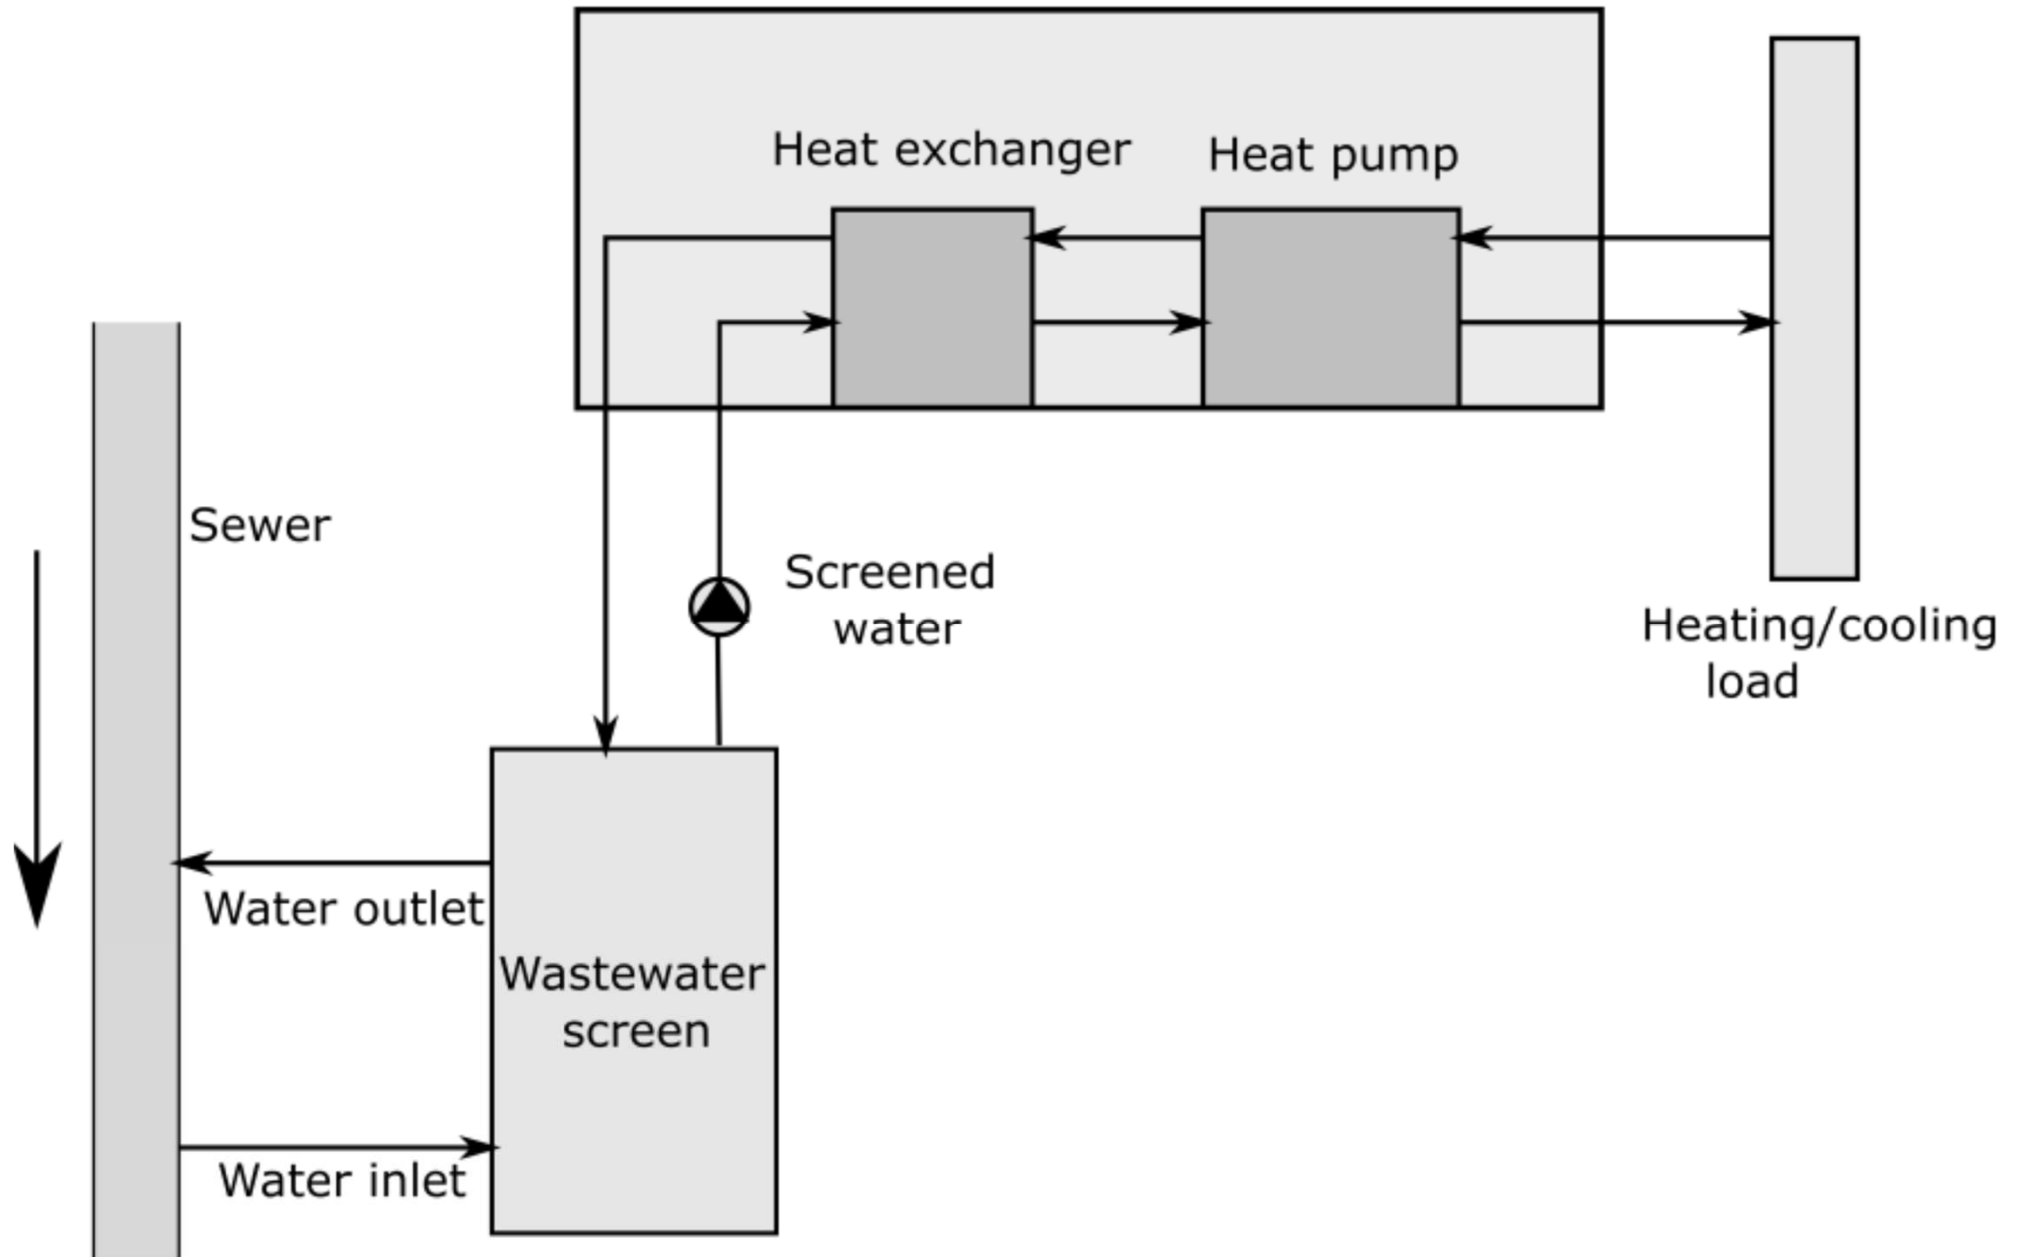 Heat exchanger
Heat pump
Sewer
Screened
water
Heating/cooling
load
Water outlet
Wastewater
screen
Water inlet